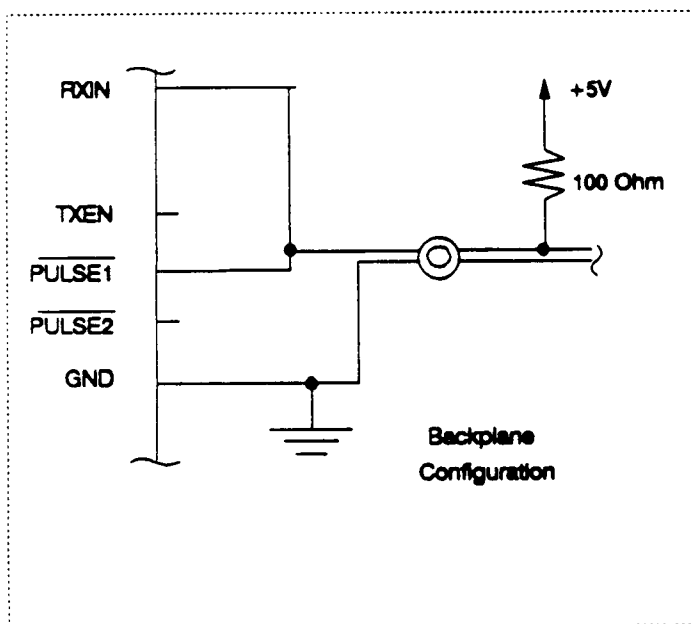 RXIN
+5V
100 Ohm
TXEN
PULSE1
PULSE2
GND
Backplane
Configuration